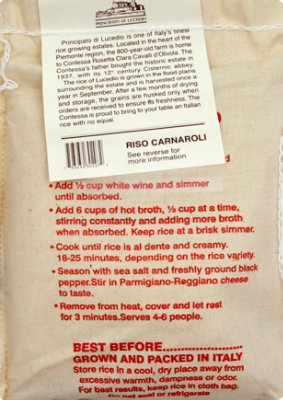 PRINCIPATO DI LUCEDIO
Principato di Lucedio is one of Italy's finest
rice growing estates. Located in the heart of the
Piemonte region, the 800-year-old farm is home
to Contessa Rosetta Clara Cavalli d'Olivola. The
Contessa's father bought the historic estate in
1937, with its 12th century Cisternic abbey.
The rice of Lucedio is grown in the flood plains
surrounding the estate and is harvested once a
year in September. After a few months of drying
and storage, the grains are husked only when
orders are received to ensure its freshness. The
Contessa is proud to bring to your table an Italian
rice with no equal.
RISO CARNAROLI
See reverse for
more information
• Add ½ cup white wine and simmer
until absorbed.
• Add 6 cups of hot broth, ½ cup at a time,
stirring constantly and adding more broth
when absorbed. Keep rice at a brisk simmer.
• Cook until rice is al dente and creamy.
18-25 minutes, depending on the rice variety.
• Season with sea salt and freshly ground black
pepper.Stir in Parmigiano-Reggiano cheese
to taste.
• Remove from heat, cover and let rest
for 3 minutes.Serves 4-6 people.
BEST BEFORE................
GROWN AND PACKED IN ITALY
Store rice in a cool, dry place away from
excessive warmth, dampness or odor.
For best results, keep rice in cloth bag.
Do not seal or refrigerate